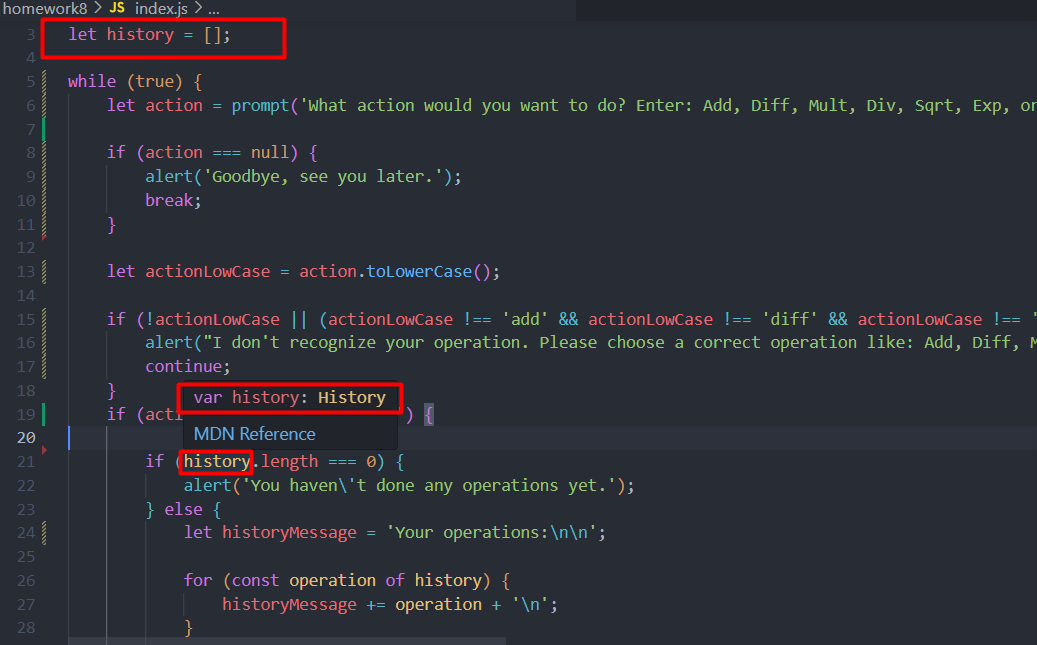 homework8 > JS index.js > ...
3 let history = [];
4
5 while (true) {
6 let action = prompt('What action would you want to do? Enter: Add, Diff, Mult, Div, Sqrt, Exp, or
7
8 if (action === null) {
9 alert('Goodbye, see you later.');
10 break;
11 }
12
13 let actionLowCase = action.toLowerCase();
14
15 if (!actionLowCase || (actionLowCase !== 'add' && actionLowCase !== 'diff' && actionLowCase !== '
16 alert("I don't recognize your operation. Please choose a correct operation like: Add, Diff, M
17 continue;
18 }
var history: History
19 if (acti ) {
MDN Reference
20
21 if (history.length === 0) {
22 alert('You haven\'t done any operations yet.');
23 } else {
24 let historyMessage = 'Your operations:\n\n';
25
26 for (const operation of history) {
27 historyMessage += operation + '\n';
28 }